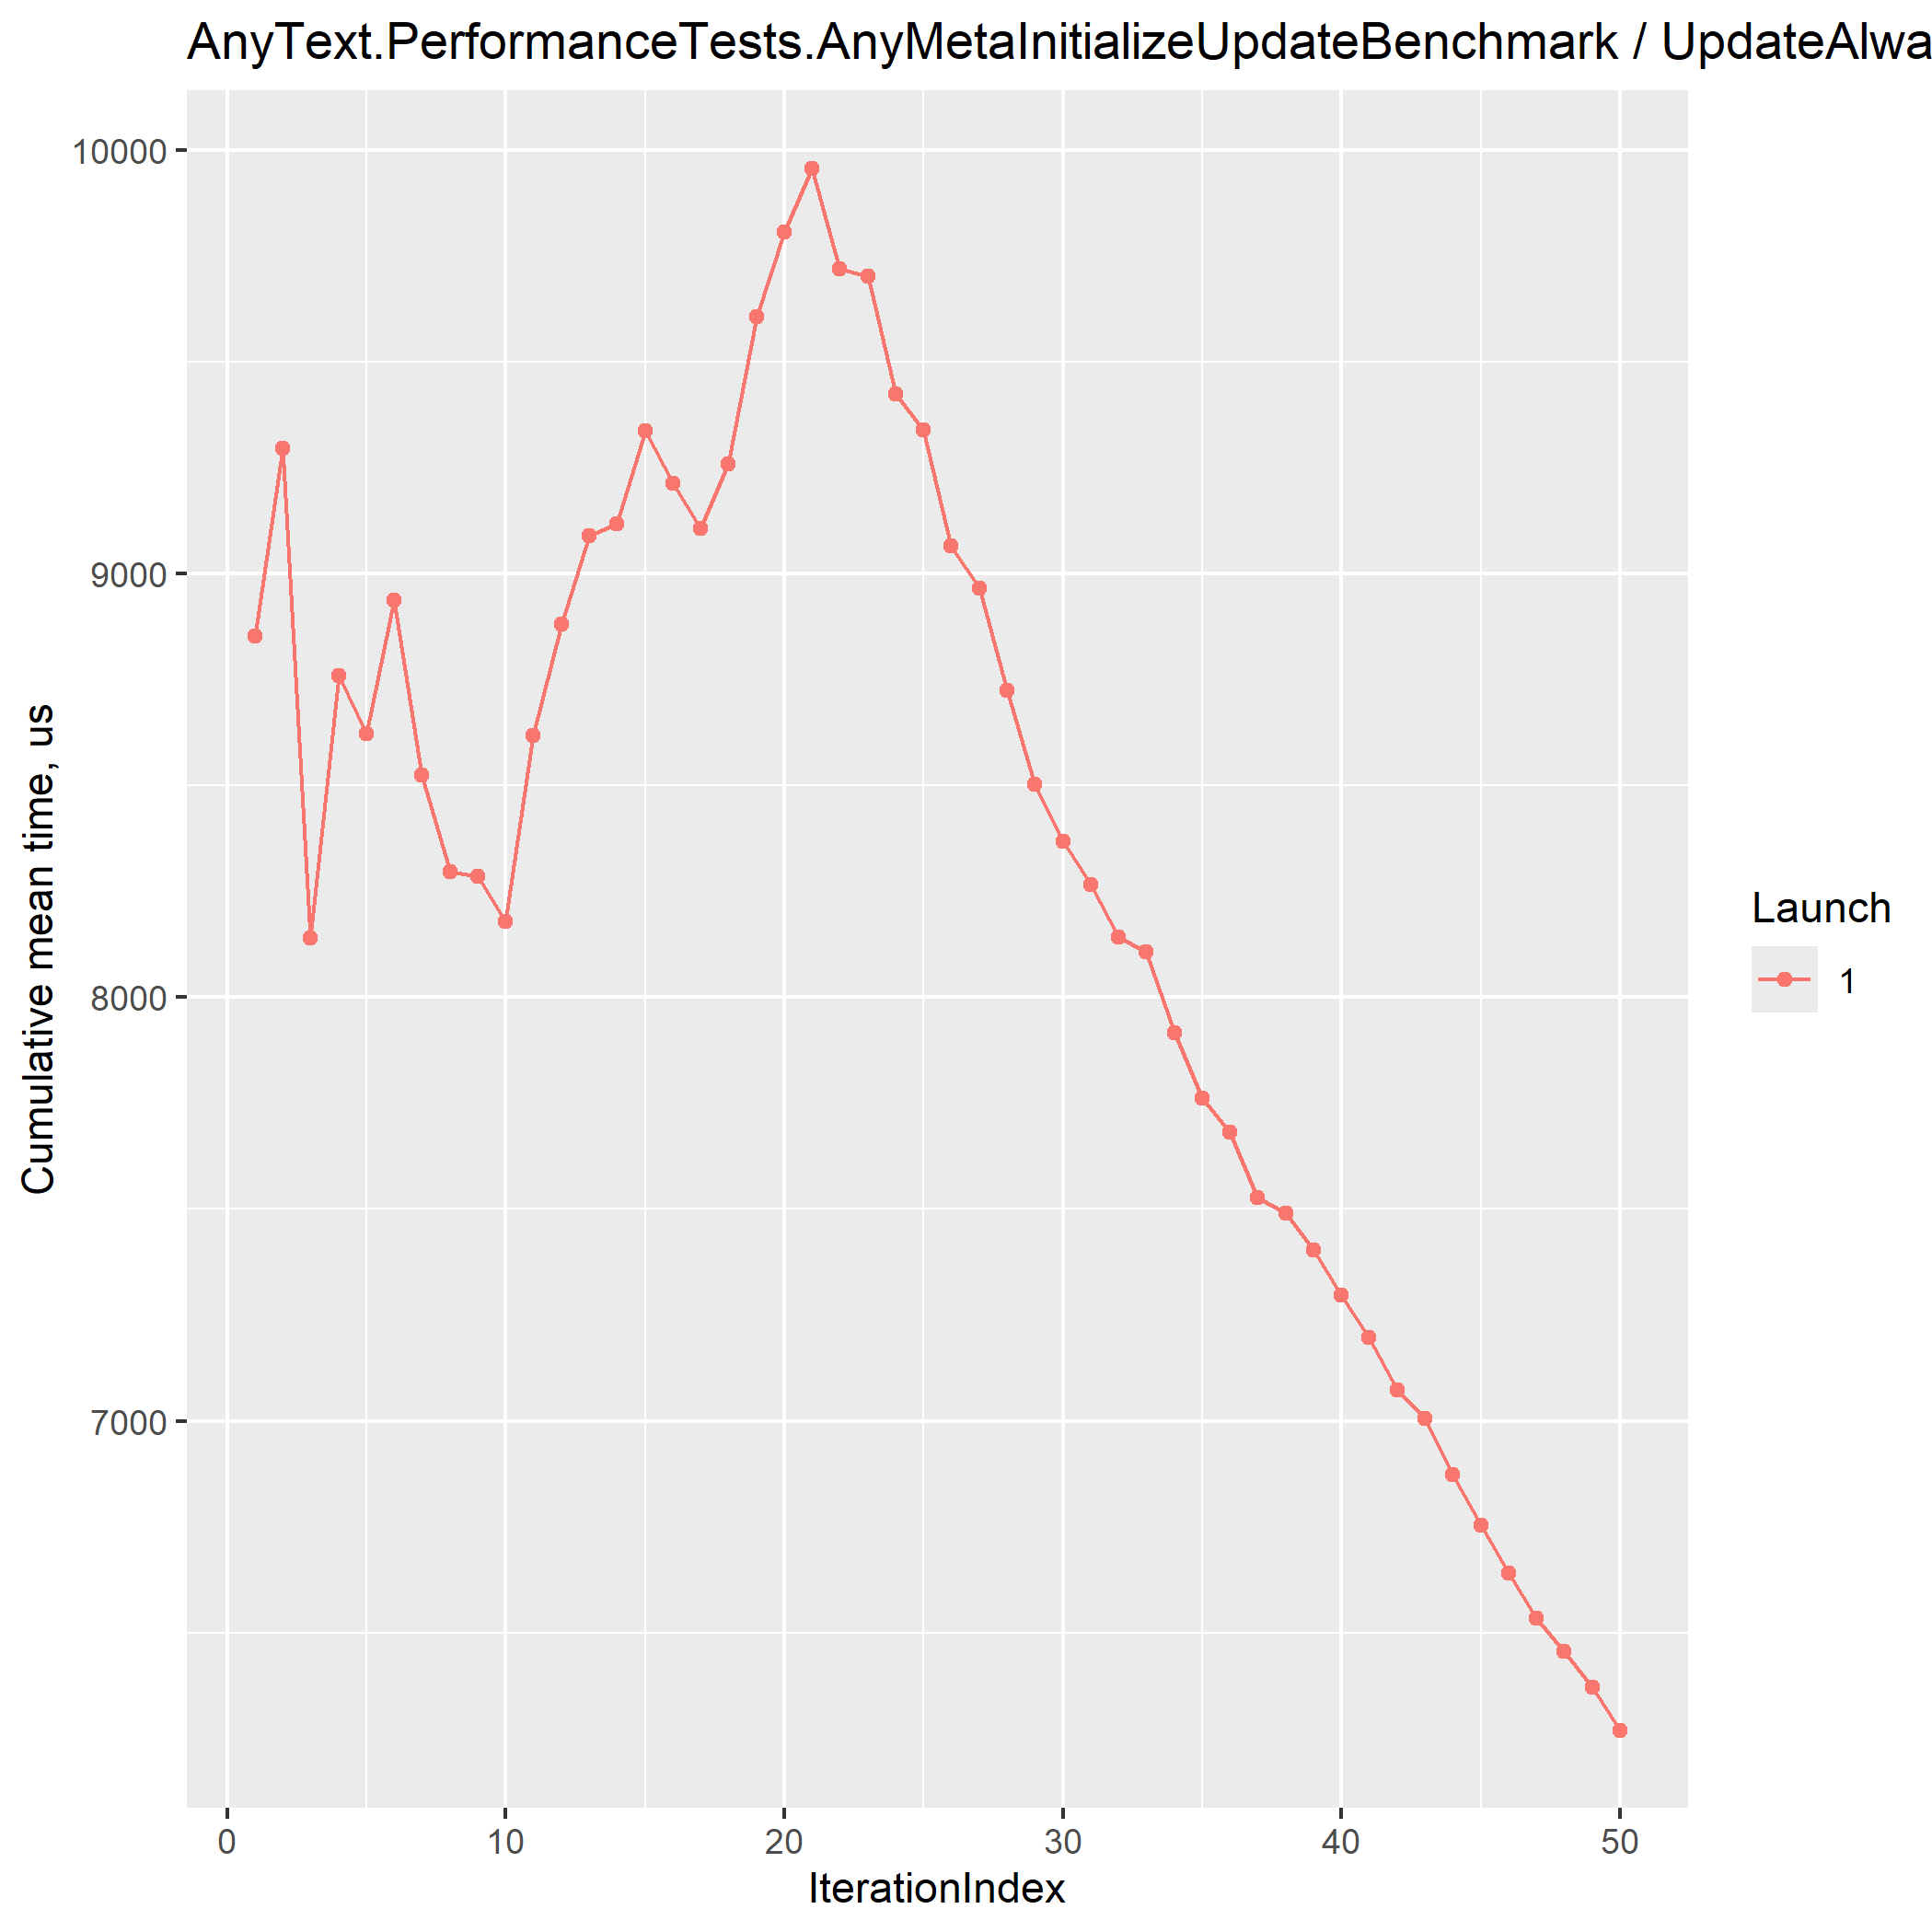 AnyText.PerformanceTests.AnyMetaInitializeUpdateBenchmark / UpdateAlwa
10000
9000
8000
7000
Cumulative mean time, us
0 10 20 30 40 50
IterationIndex
Launch
1